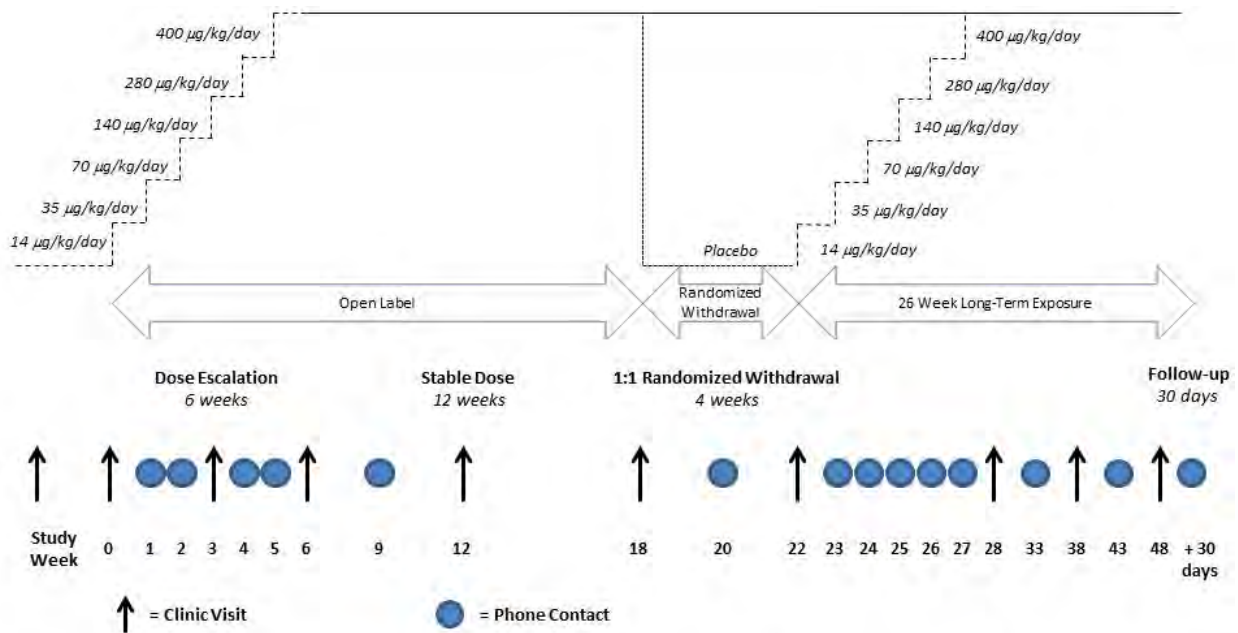 400 µg/kg/day
280 µg/kg/day
140 µg/kg/day
70 µg/kg/day
35 µg/kg/day
14 µg/kg/day
Placebo
400 µg/kg/day
280 µg/kg/day
140 µg/kg/day
70 µg/kg/day
35 µg/kg/day
14 µg/kg/day
Open Label
Randomized
Withdrawal
26 Week Long-Term Exposure
Dose Escalation
6 weeks
Stable Dose
12 weeks
1:1 Randomized Withdrawal
4 weeks
Follow-up
30 days
Study
Week
0 1 2 3 4 5 6 9 12 18 20 22 23 24 25 26 27 28 33 38 43 48 + 30
days
= Clinic Visit
= Phone Contact